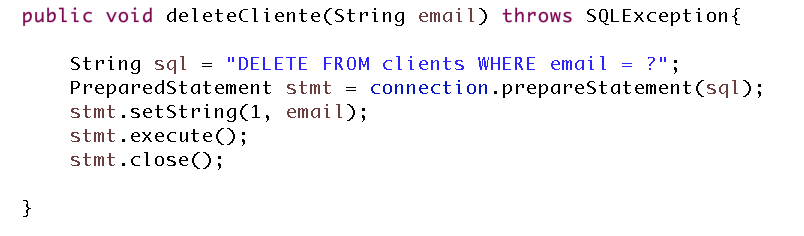 public void deleteCliente(String email) throws SQLException{
String sql = "DELETE FROM clients WHERE email = ?";
PreparedStatement stmt = connection.prepareStatement(sql);
stmt.setString(1, email);
stmt.execute();
stmt.close();
}